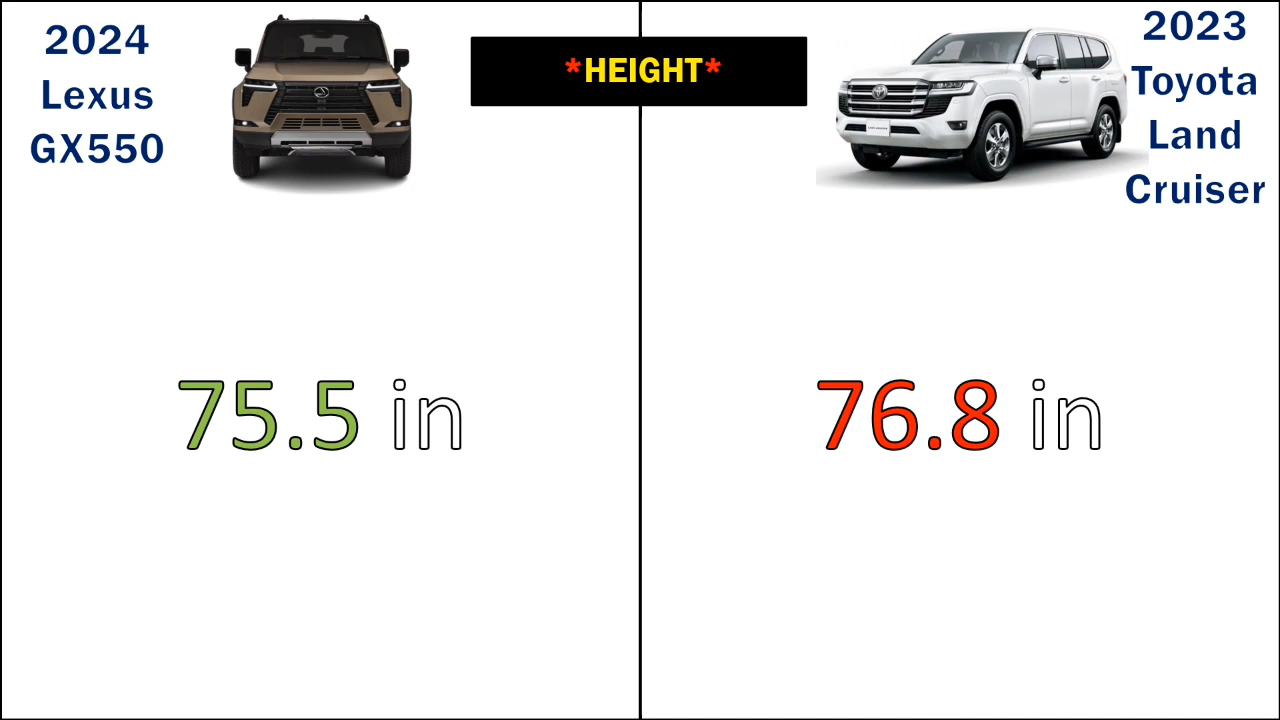 2024
Lexus
GX550
*HEIGHT*
2023
Toyota
Land
Cruiser
75.5 in
76.8 in